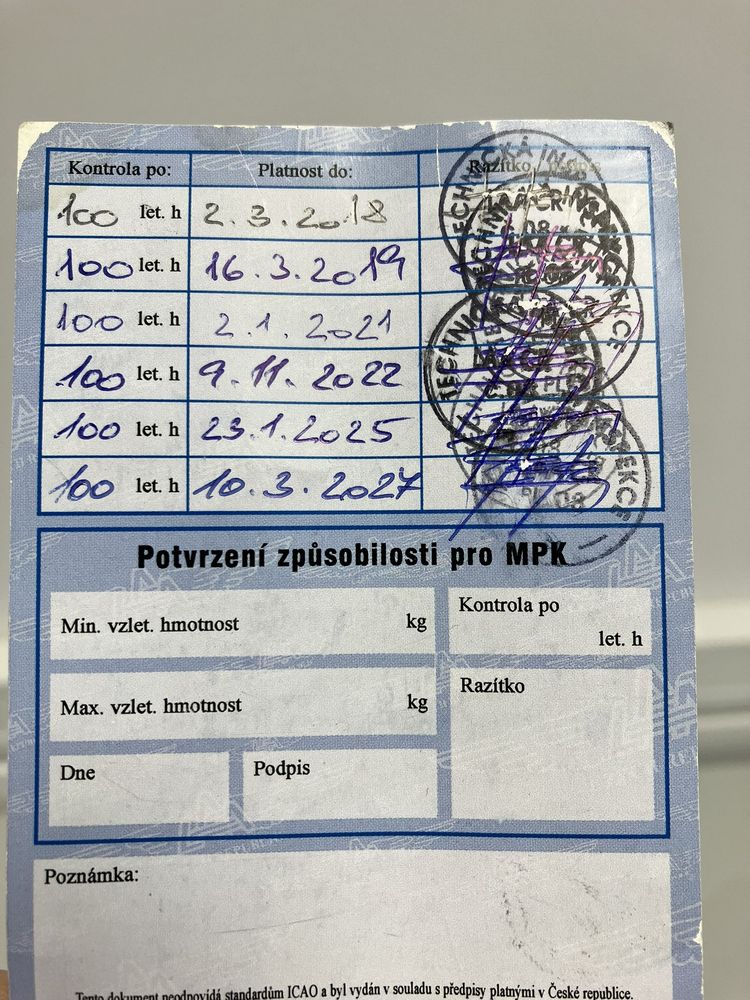 Kontrola po: Platnost do: Razítko
100 let. h 2.3.2018
100 let. h 16.3.2019
100 let. h 2.1.2021
100 let. h 9.11.2022
100 let. h 23.1.2025
100 let. h 10.3.2027
TECHNICKÁ
TECHNI
INSPEKCE
Potvrzení způsobilosti pro MPK
Min. vzlet. hmotnost kg
Kontrola po
let. h
Max. vzlet. hmotnost kg
Razítko
Dne
Podpis
Poznámka:
Tento dokument neodpovídá standardům ICAO a byl vydán v souladu s předpisy platnými v České republice.